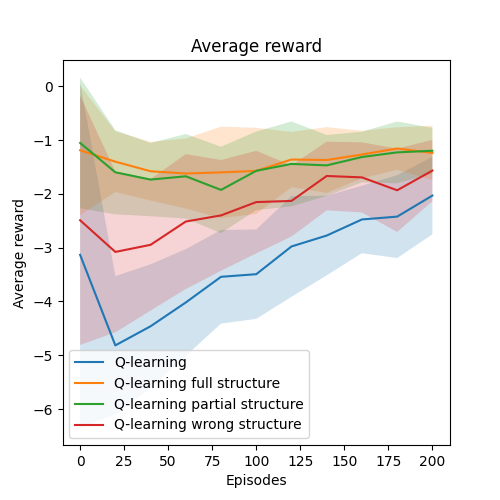 Average reward
Average reward
0
−1
−2
−3
−4
−5
−6
Q-learning
Q-learning full structure
Q-learning partial structure
Q-learning wrong structure
0
25
50
75
100
125
150
175
200
Episodes